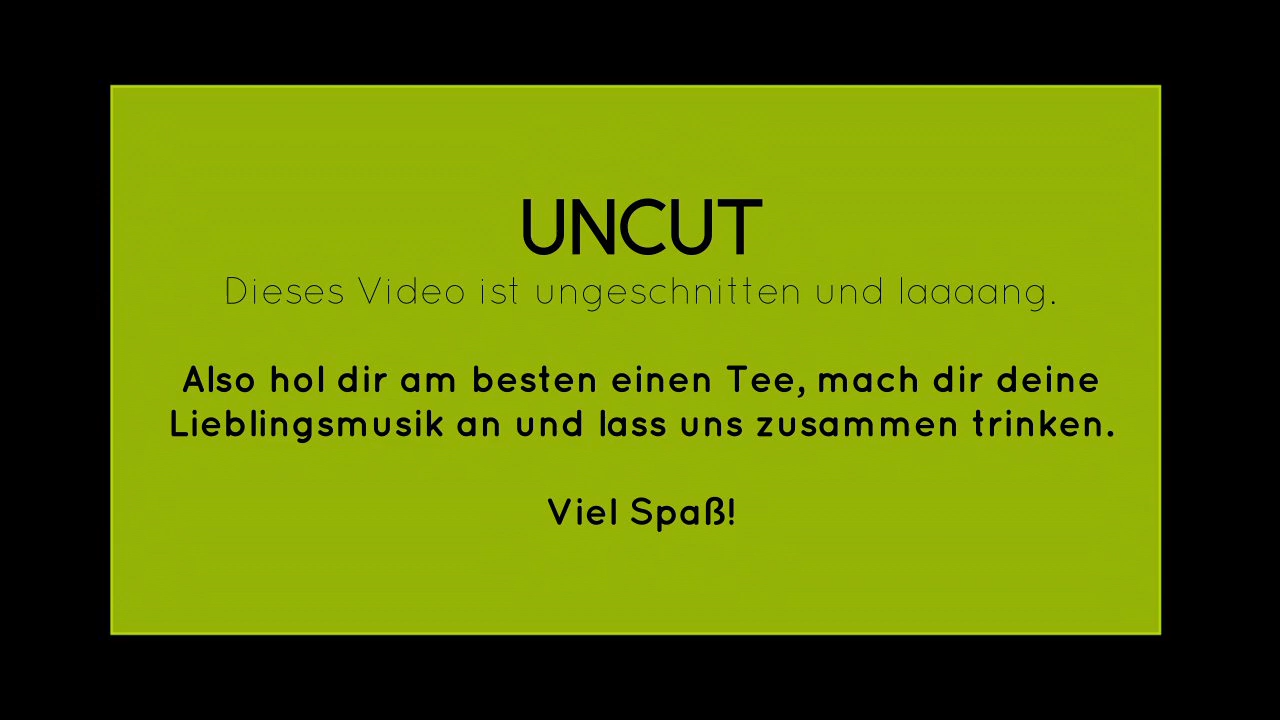 UNCUT
Dieses Video ist ungeschnitten und laaaang.
Also hol dir am besten einen Tee, mach dir deine
Lieblingsmusik an und lass uns zusammen trinken.
Viel Spaß!